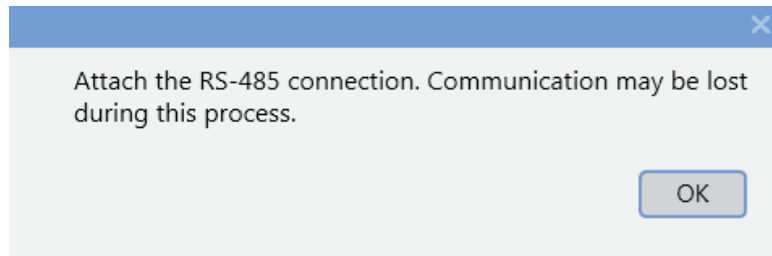 Attach the RS-485 connection. Communication may be lost
during this process.
OK